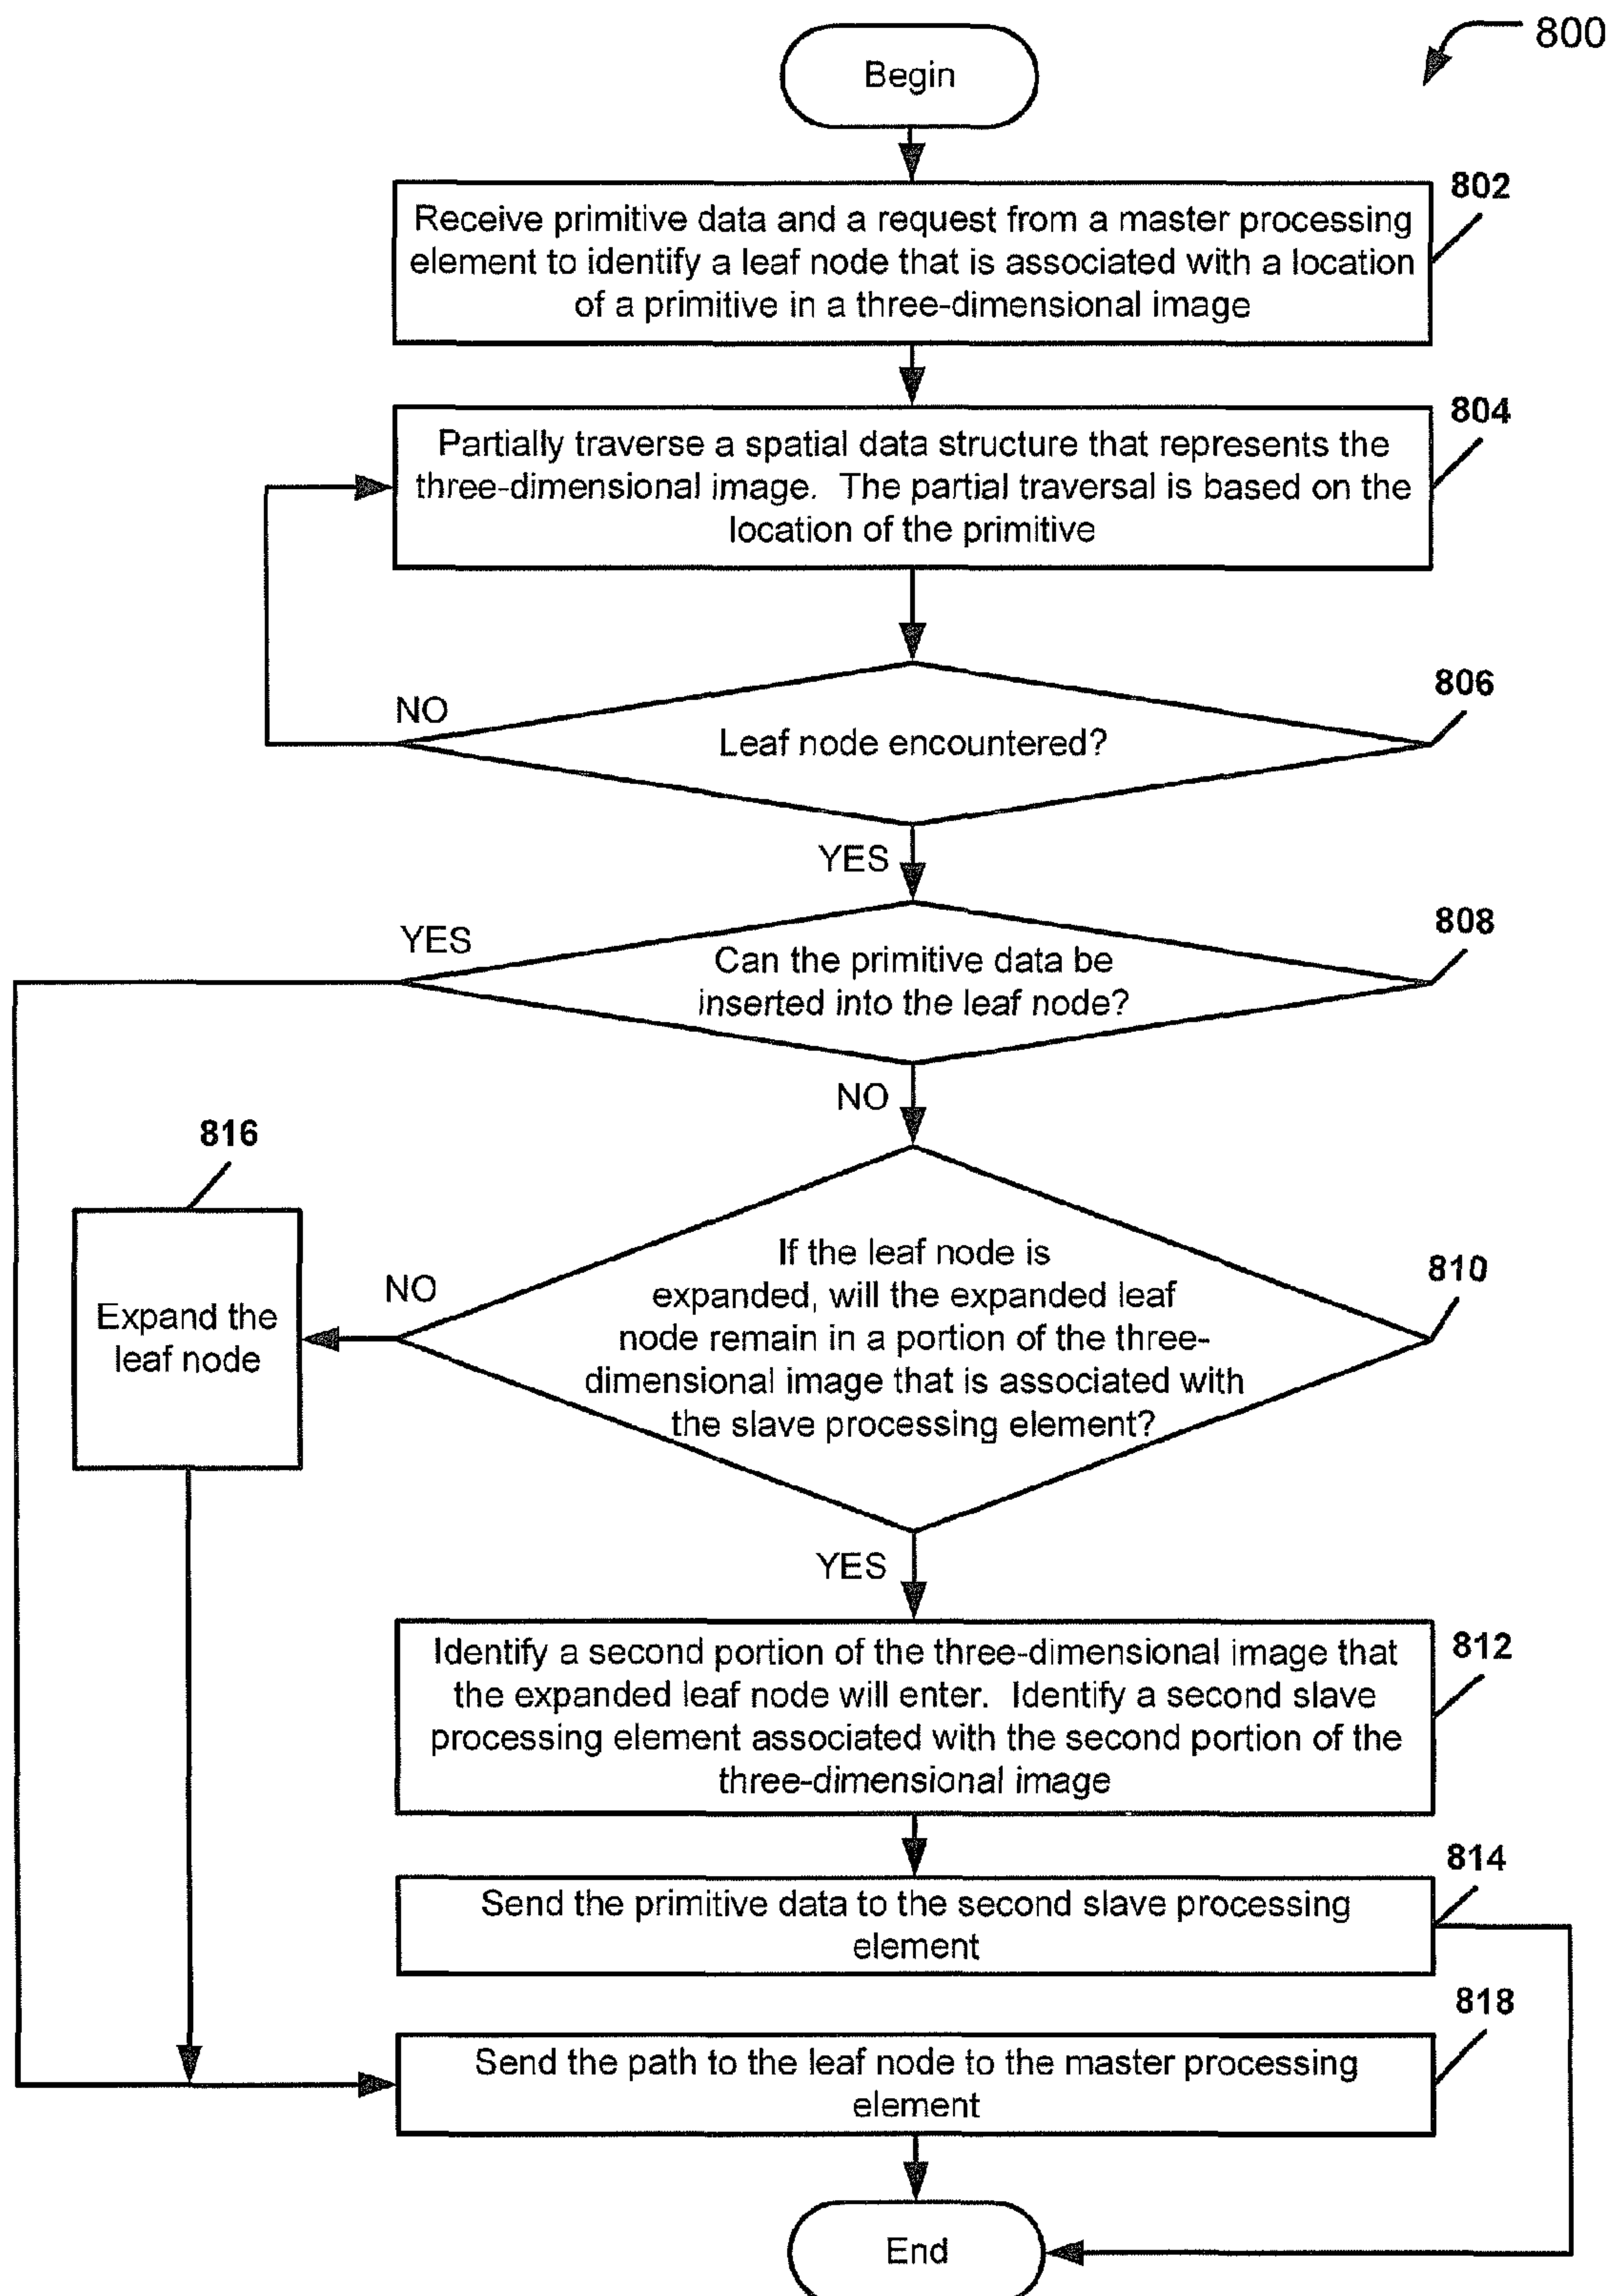 800
Begin
802
Receive primitive data and a request from a master processing
element to identify a leaf node that is associated with a location
of a primitive in a three-dimensional image
804
Partially traverse a spatial data structure that represents the
three-dimensional image. The partial traversal is based on the
location of the primitive
806
NO
Leaf node encountered?
YES
808
YES
Can the primitive data be
inserted into the leaf node?
NO
816
Expand the
leaf node
NO
810
If the leaf node is
expanded, will the expanded leaf
node remain in a portion of the three-
dimensional image that is associated with
the slave processing element?
YES
812
Identify a second portion of the three-dimensional image that
the expanded leaf node will enter. Identify a second slave
processing element associated with the second portion of the
three-dimensional image
814
Send the primitive data to the second slave processing
element
818
Send the path to the leaf node to the master processing
element
End